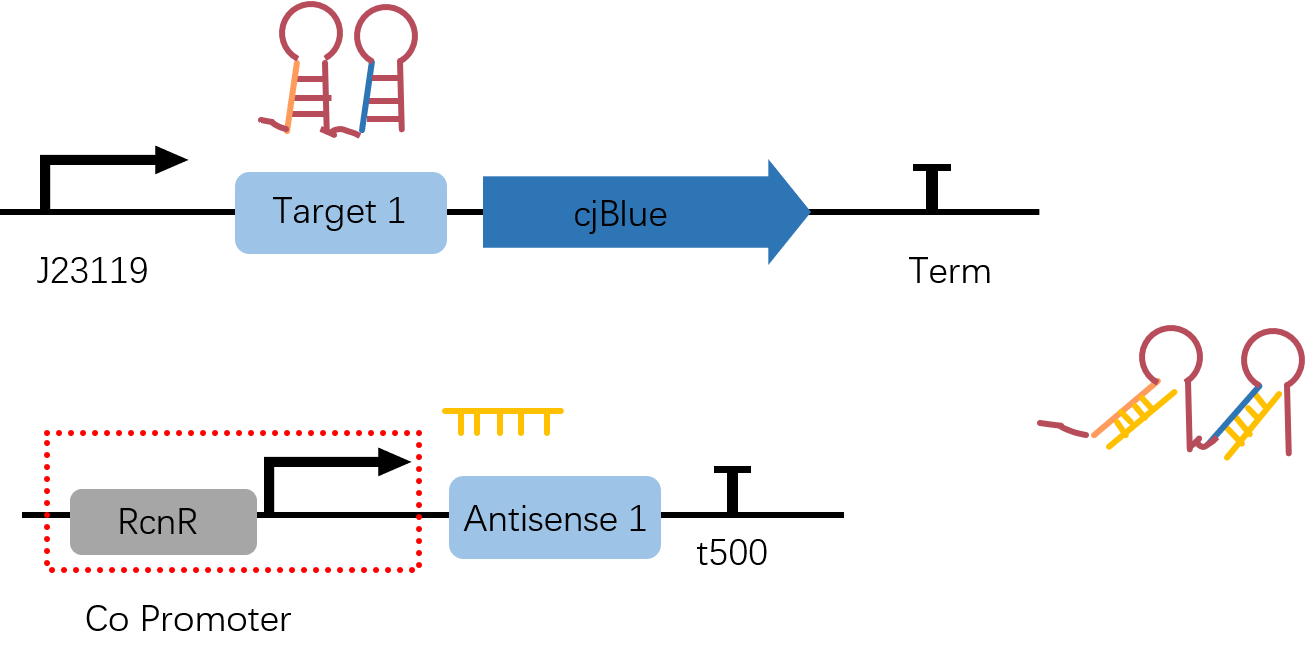 Target 1
cjBlue
J23119
Term
RcnR
Antisense 1
t500
Co Promoter